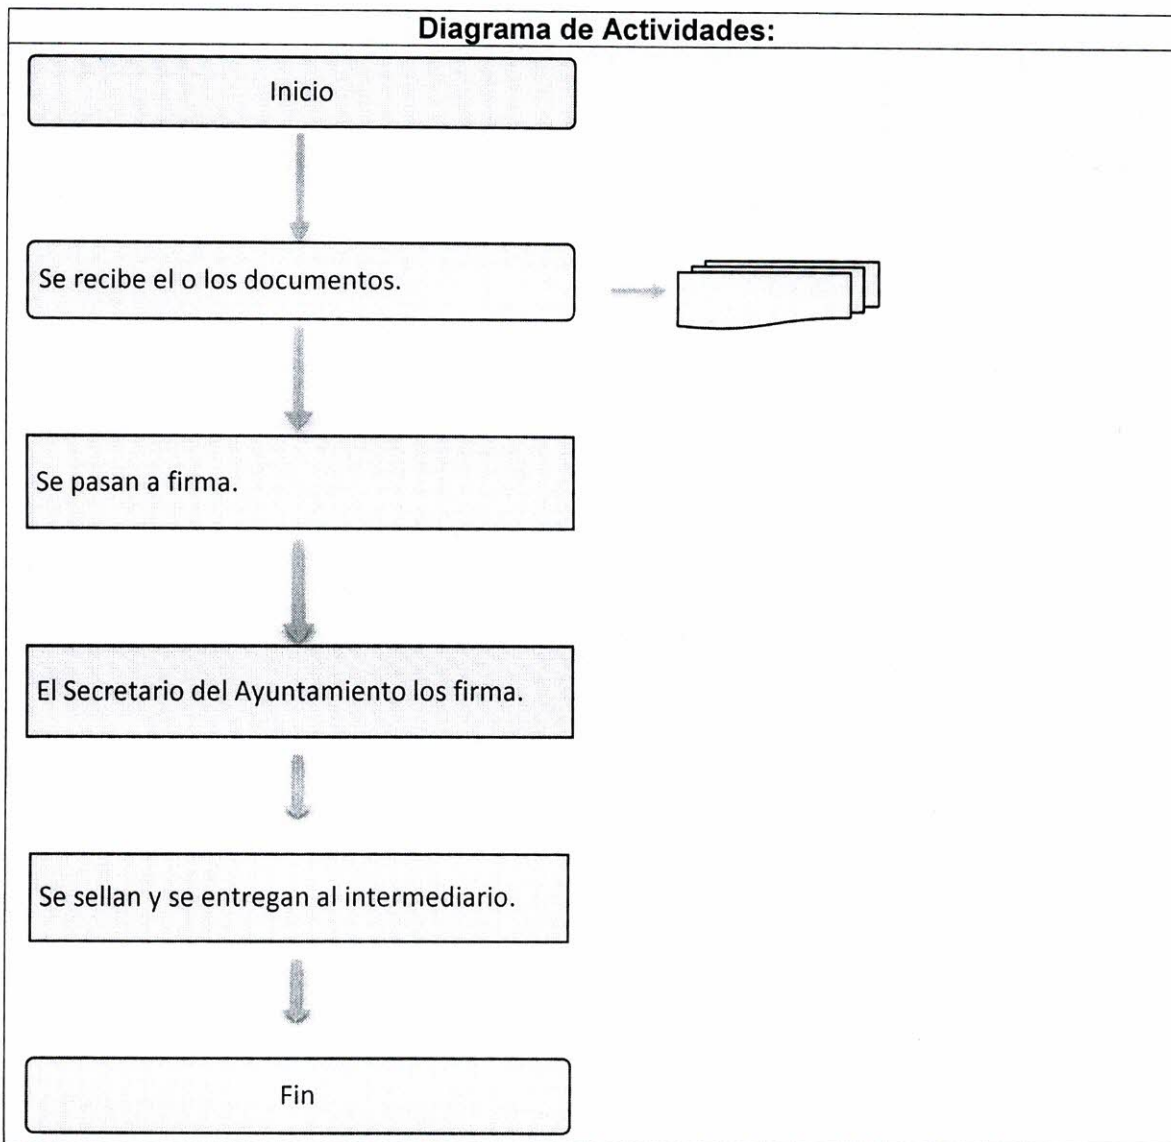 Diagrama de Actividades:
Inicio
Se recibe el o los documentos.
Se pasan a firma.
El Secretario del Ayuntamiento los firma.
Se sellan y se entregan al intermediario.
Fin